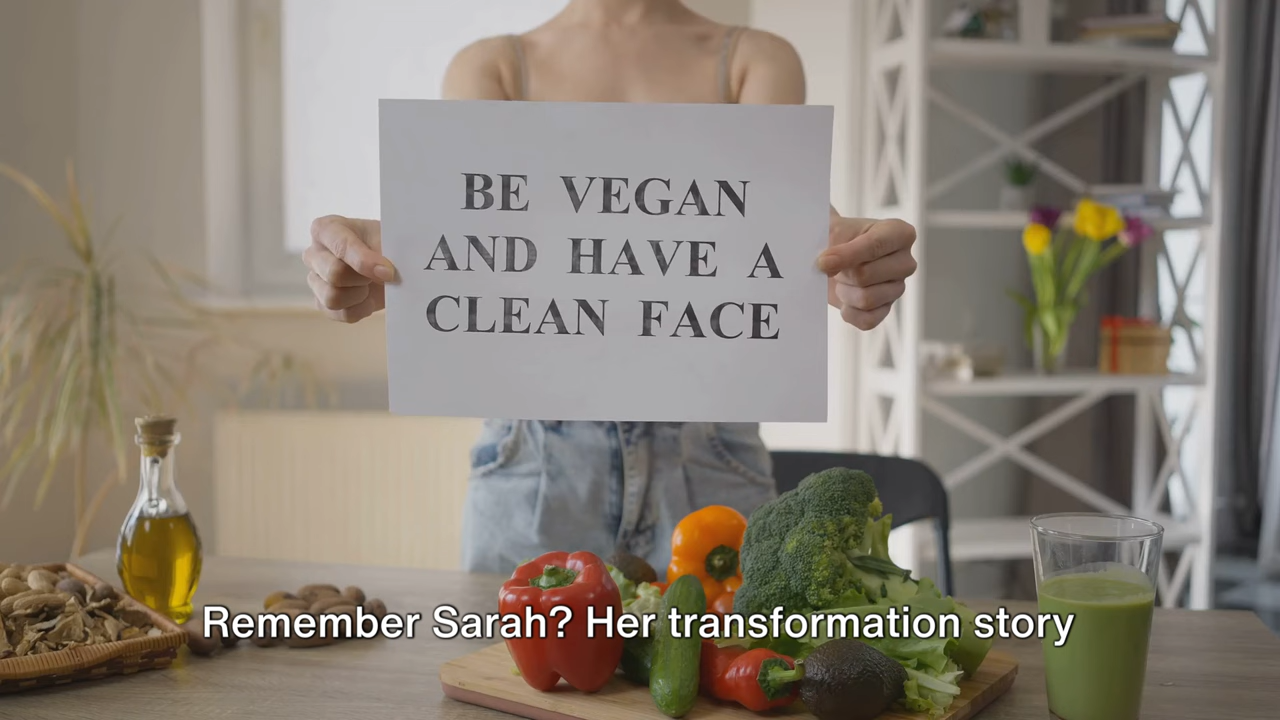 BE VEGAN
AND HAVE A
CLEAN FACE
Remember Sarah? Her transformation story